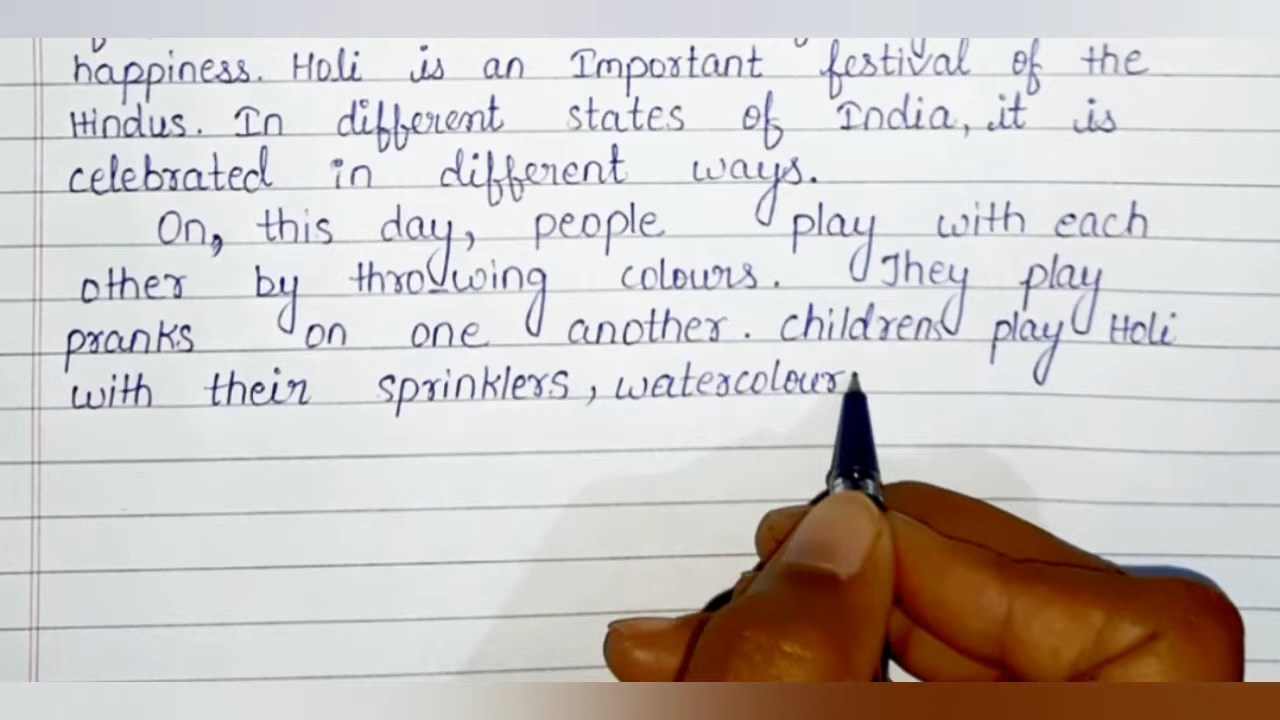 happiness. Holi is an Important festival of the
Hindus. In different states of India, it is
celebrated in different ways.
On, this day, people play with each
other by throwing colours. They play
pranks on one another. childrens play Holi
with their sprinklers, watercolour